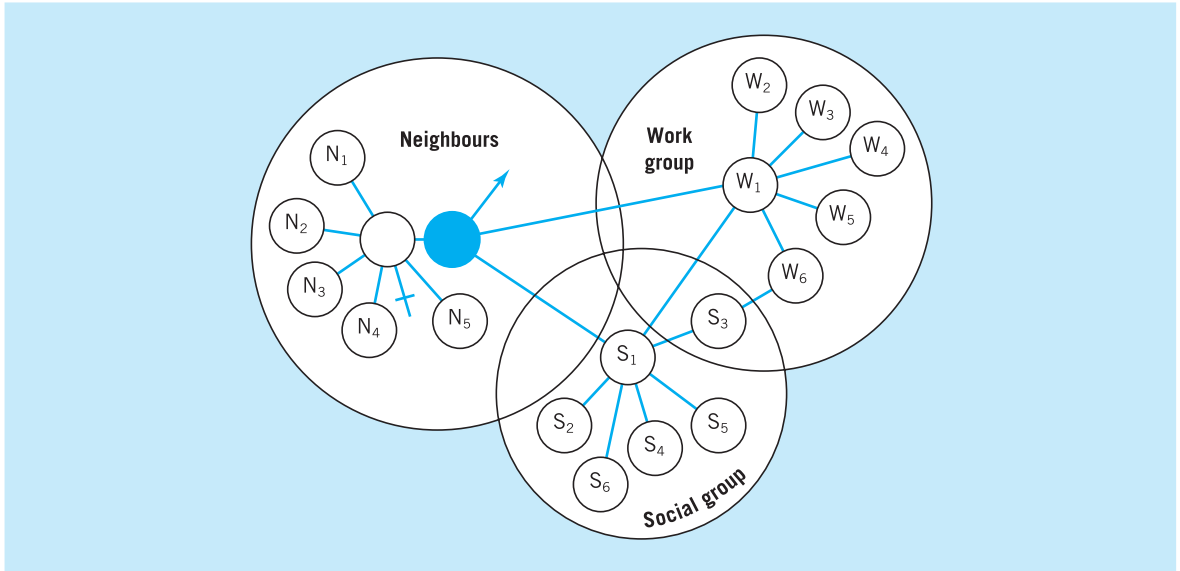 Neighbours
N₁
N₂
N₃
N₄
N₅
Work
group
W₂
W₃
W₄
W₁
W₅
W₆
S₃
S₁
S₂
S₅
S₄
S₆
Social group